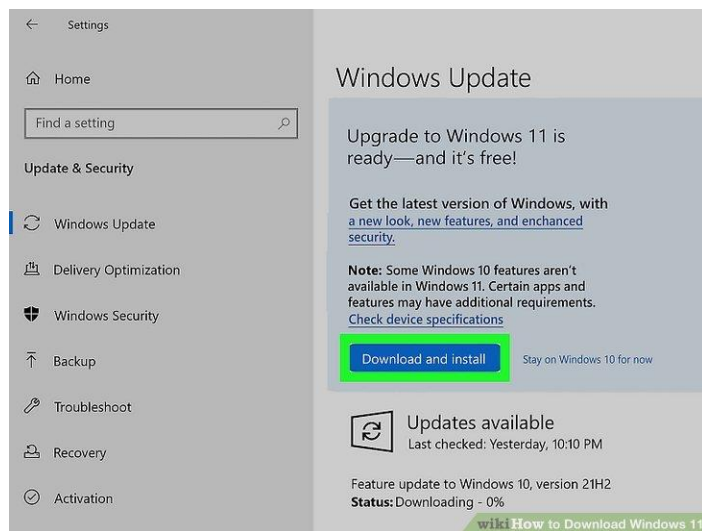 Settings
Home
Find a setting
Update & Security
Windows Update
Delivery Optimization
Windows Security
Backup
Troubleshoot
Recovery
Activation
Windows Update
Upgrade to Windows 11 is
ready—and it's free!
Get the latest version of Windows, with
a new look, new features, and enchanced
security.
Note: Some Windows 10 features aren't
available in Windows 11. Certain apps and
features may have additional requirements.
Check device specifications
Download and install
Stay on Windows 10 for now
Updates available
Last checked: Yesterday, 10:10 PM
Feature update to Windows 10, version 21H2
Status: Downloading - 0%
wikiHow to Download Windows 11